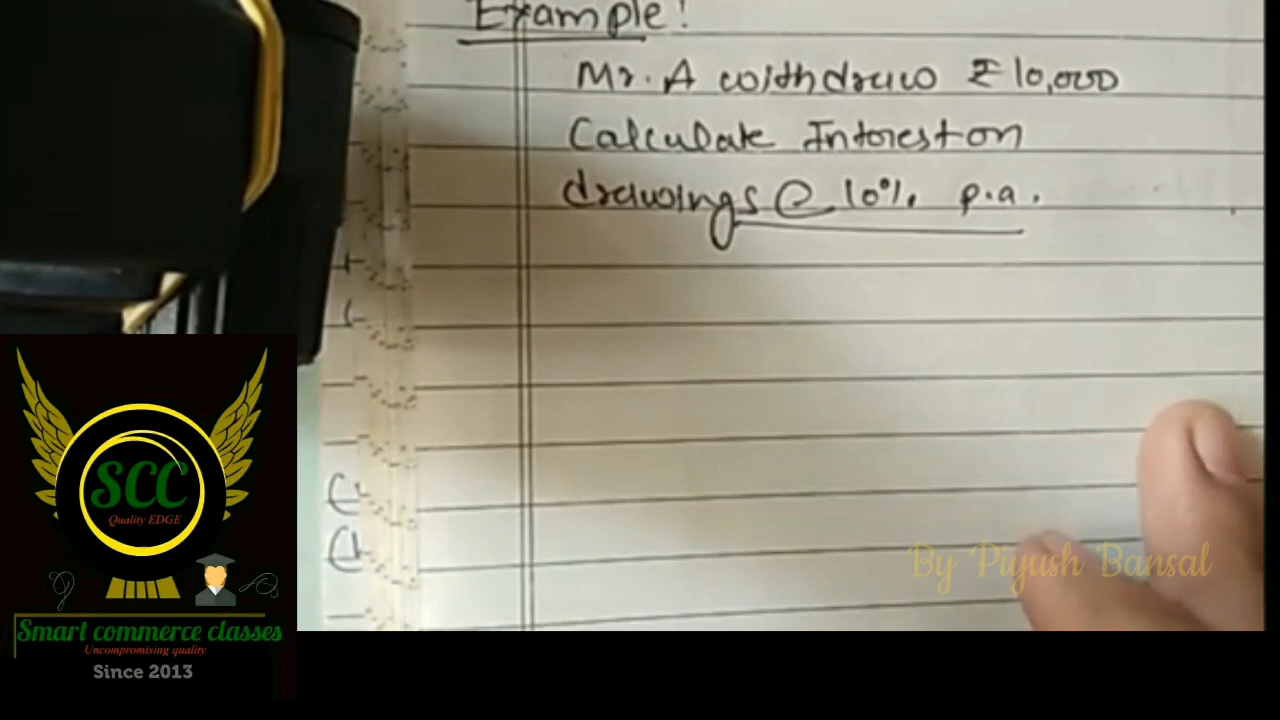 Example:
Mr. A withdraw ₹ 10,000
Calculate Interest on
drawings @ 10% p.a.
By Piyush Bansal
SCC
Quality EDGE
Smart commerce classes
Uncompromising quality
Since 2013